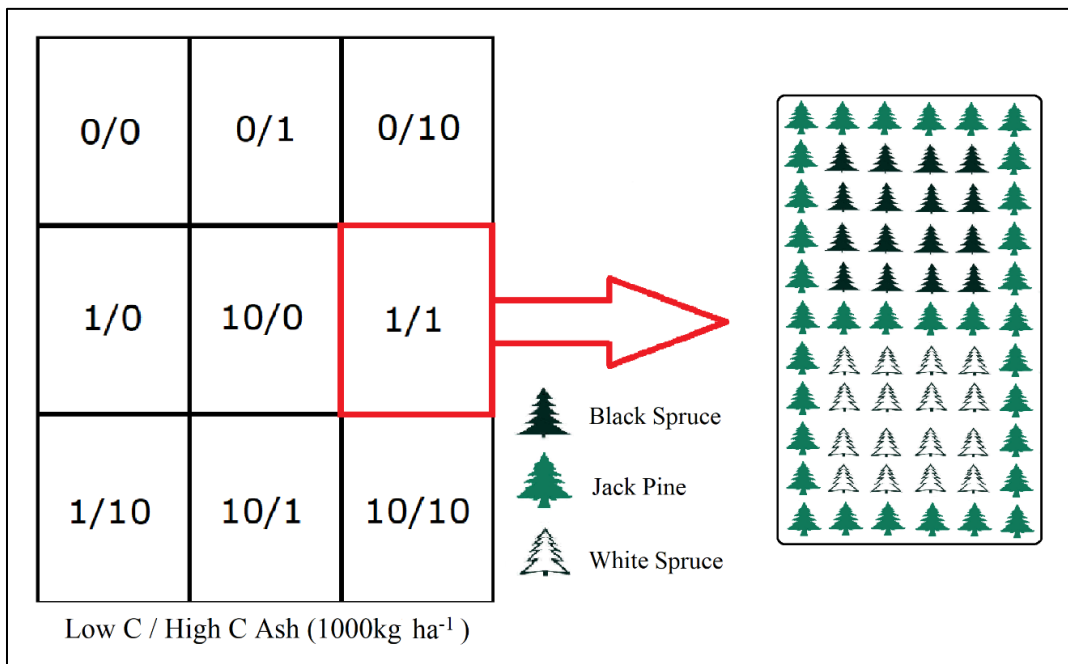 0/0 0/1 0/10
1/0 10/0 1/1
1/10 10/1 10/10
Black Spruce
Jack Pine
White Spruce
Low C / High C Ash (1000kg ha⁻¹ )